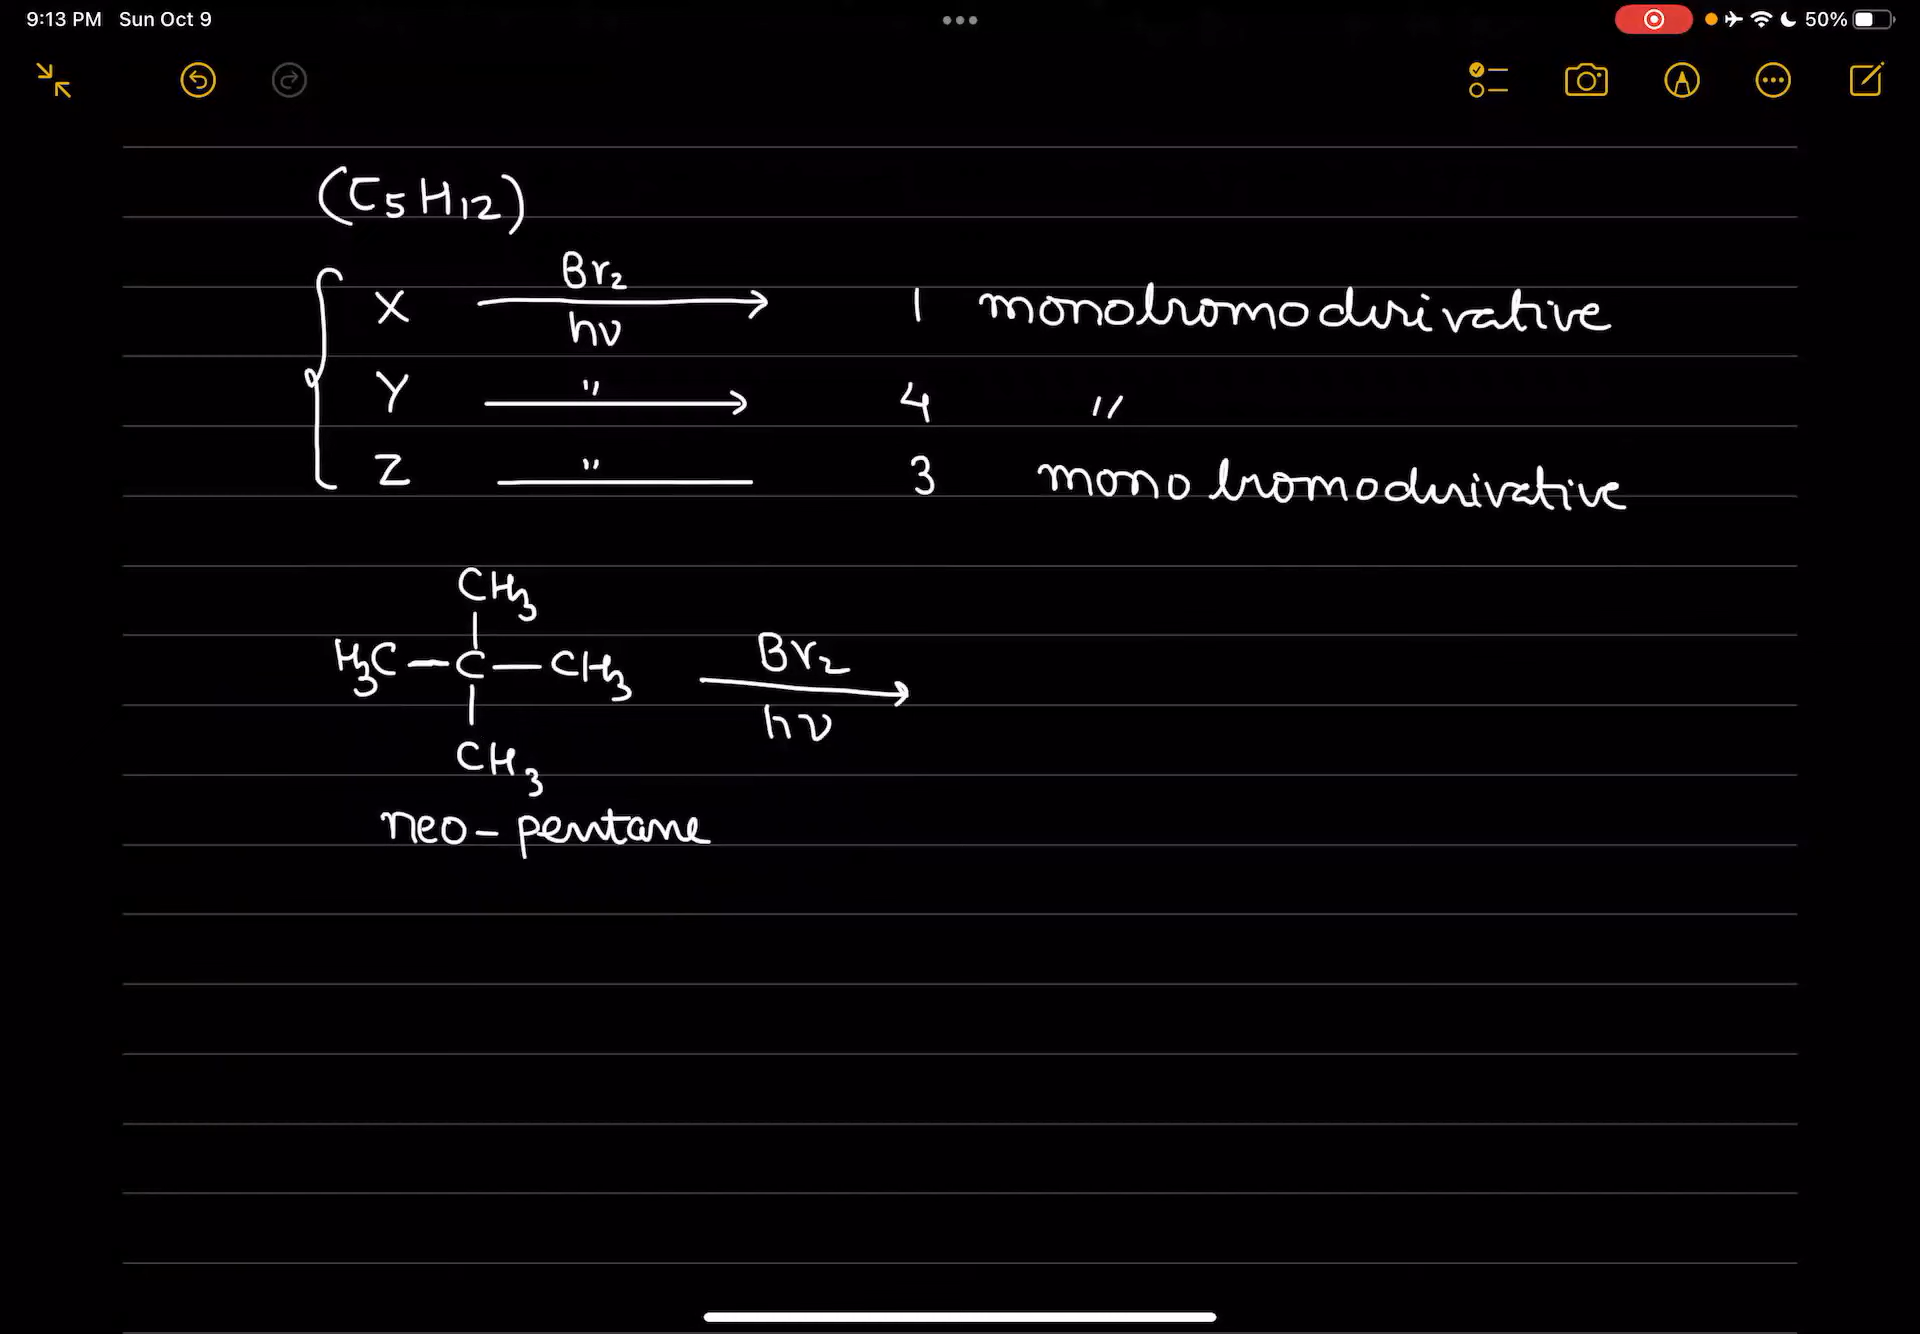 9:13 PM Sun Oct 9
50%
(C5H12)
X Br2 hν → 1 monobromoderivative
Y " → 4 "
Z " 3 monobromoderivative
CH3
H3C-C-CH3 Br2 hν →
CH3
neo-pentane